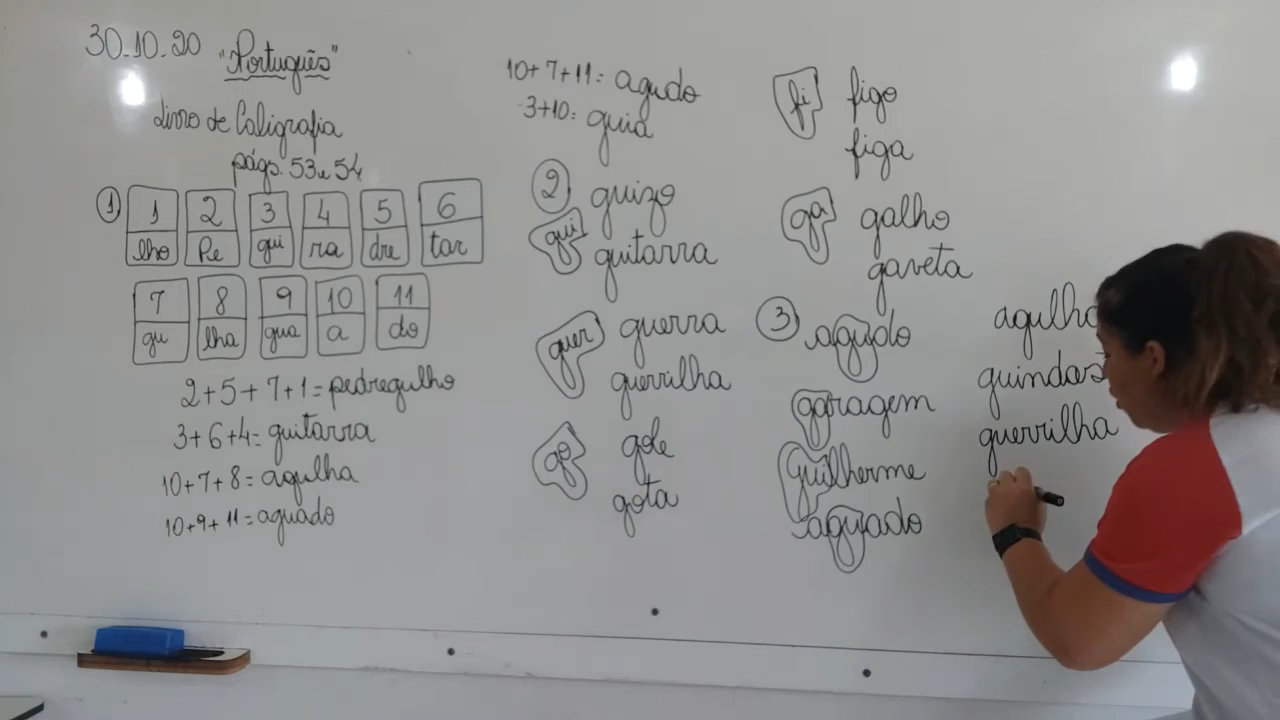 30.10.20 "Português"
Livro de Caligrafia
págs. 53 e 54
1
1 2 3 4 5 6
lho Pe gui ra dre tar
7 8 9 10 11
gu lha gua a do
2+5+7+1= pedregulho
3+6+4= guitarra
10+7+8= agulha
10+9+11= aguado
10+7+11= agudo
3+10= guia
2 guizo
gui guitarra
guer guerra
guerrilha
go gole
gota
fi figo
figa
ga galho
gaveta
3 agudo
garagem
Guilherme
aguado
agulha
guindas
guerrilha